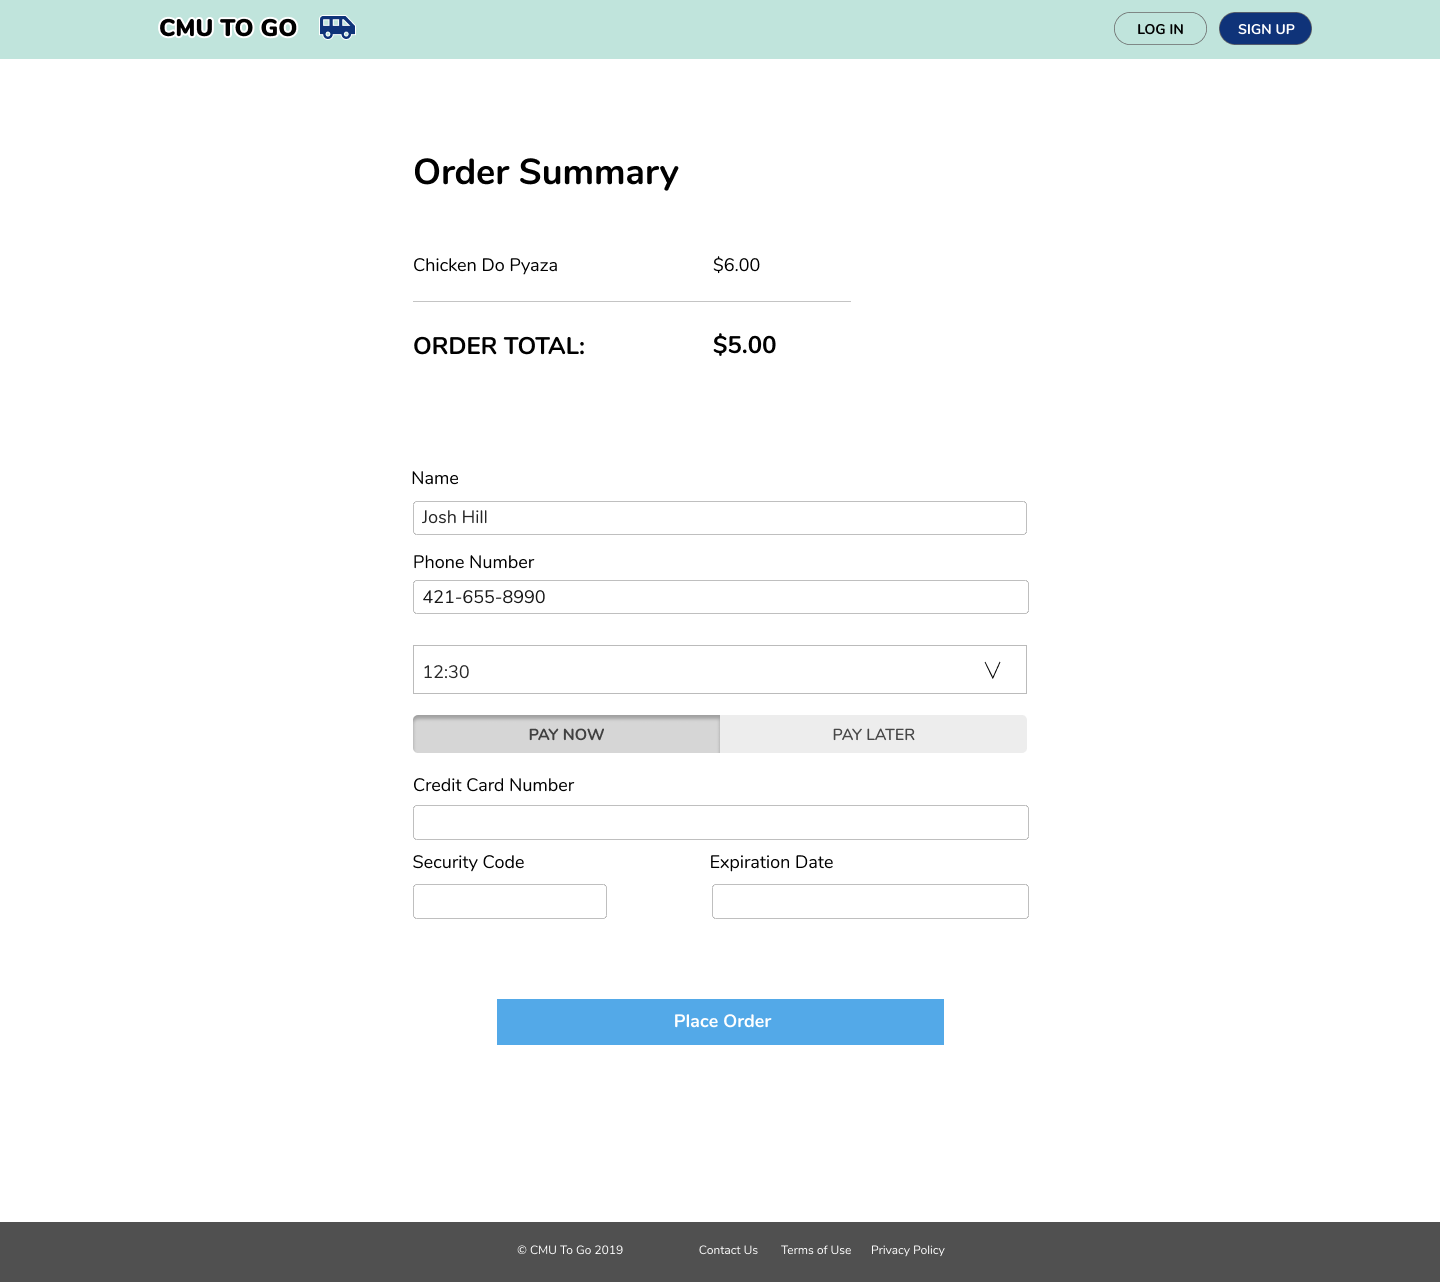 CMU TO GO
LOG IN
SIGN UP
Order Summary
Chicken Do Pyaza $6.00
ORDER TOTAL: $5.00
Name
Josh Hill
Phone Number
421-655-8990
12:30
PAY NOW PAY LATER
Credit Card Number
Security Code Expiration Date
Place Order
© CMU To Go 2019 Contact Us Terms of Use Privacy Policy